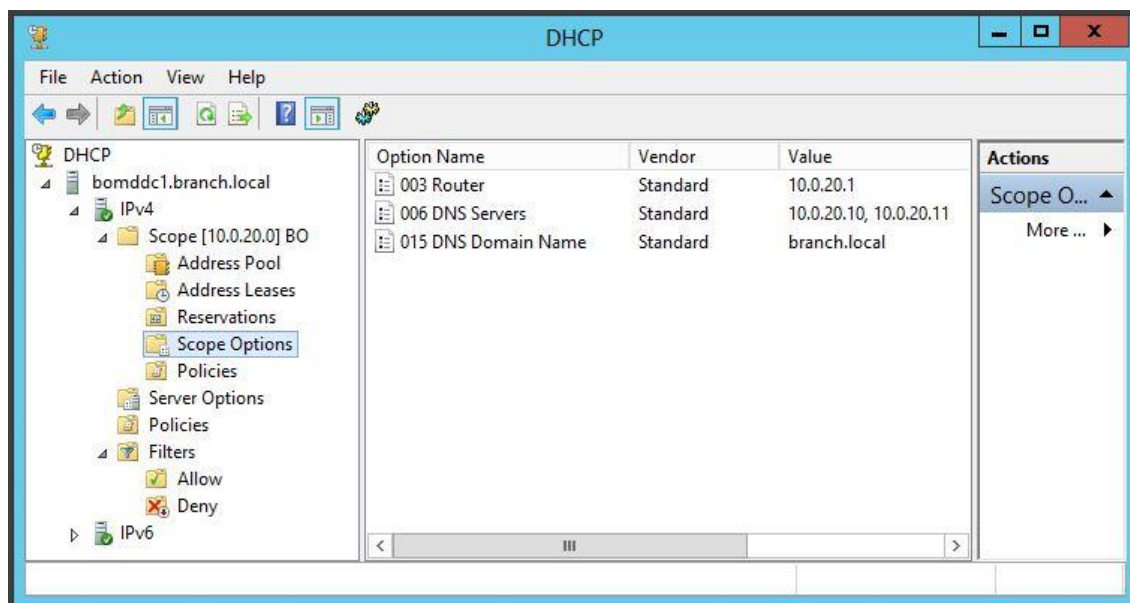 DHCP
File Action View Help
DHCP
bomddc1.branch.local
IPv4
Scope [10.0.20.0] BO
Address Pool
Address Leases
Reservations
Scope Options
Policies
Server Options
Policies
Filters
Allow
Deny
IPv6
Option Name Vendor Value
003 Router Standard 10.0.20.1
006 DNS Servers Standard 10.0.20.10, 10.0.20.11
015 DNS Domain Name Standard branch.local
Actions
Scope O...
More ...